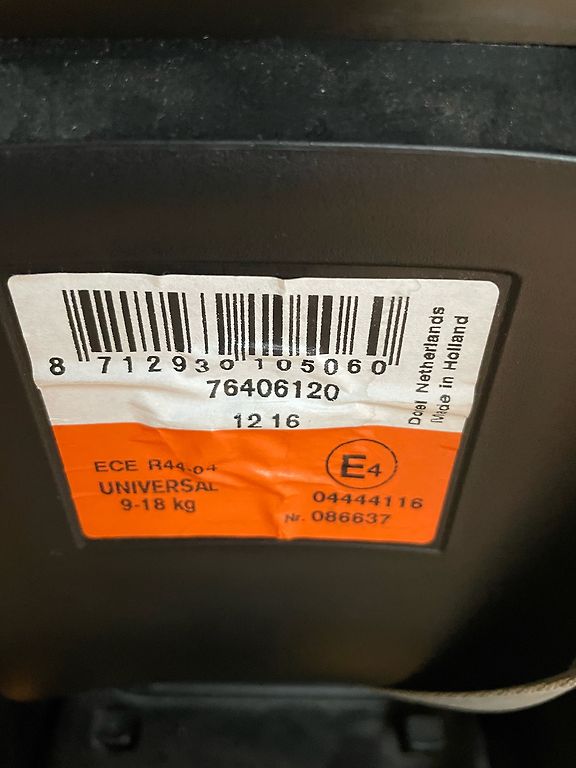 8 712930 105060
76406120
12 16
Dorel Netherlands
Made in Holland
ECE R44.04
UNIVERSAL
9-18 kg
E4
04444116
Nr. 086637